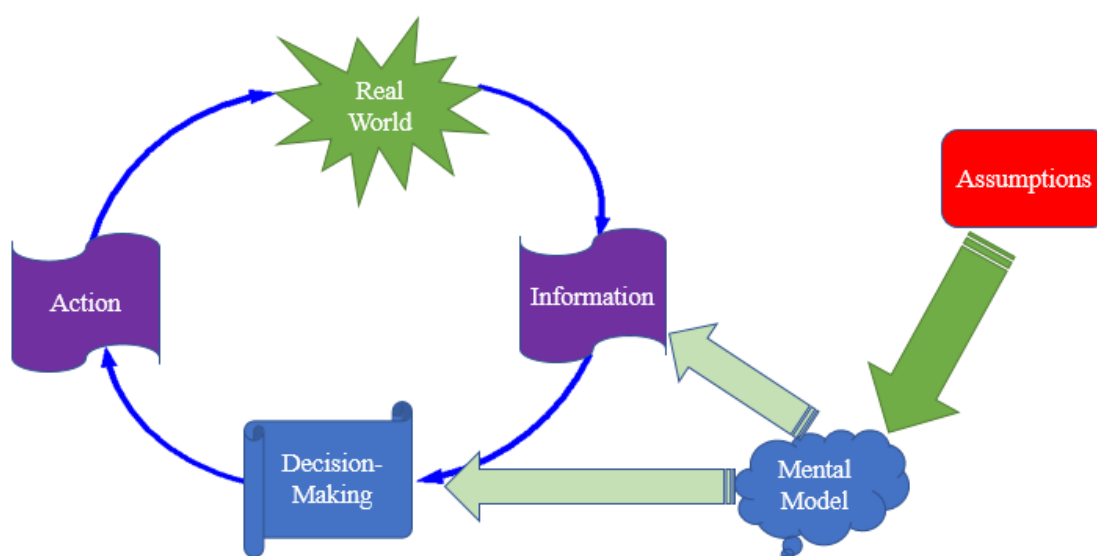 Real
World
Assumptions
Action
Information
Decision-
Making
Mental
Model